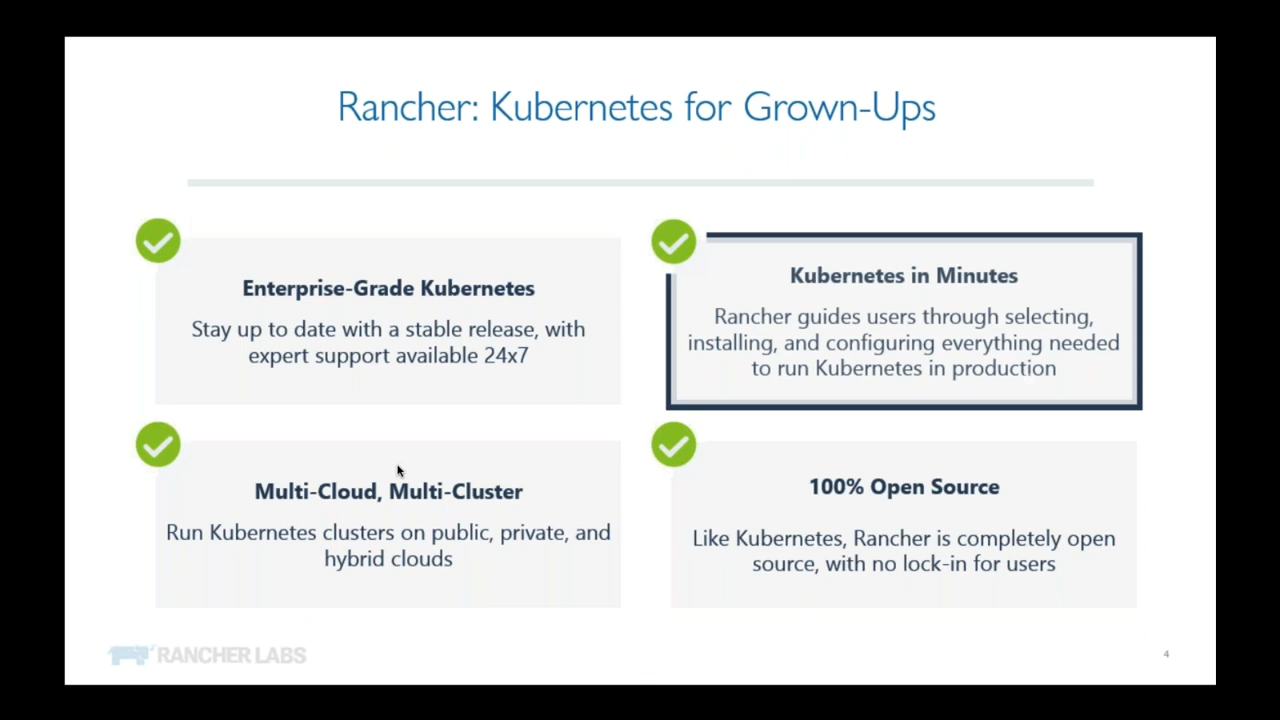 Rancher: Kubernetes for Grown-Ups
Enterprise-Grade Kubernetes
Stay up to date with a stable release, with
expert support available 24x7
Kubernetes in Minutes
Rancher guides users through selecting,
installing, and configuring everything needed
to run Kubernetes in production
Multi-Cloud, Multi-Cluster
Run Kubernetes clusters on public, private, and
hybrid clouds
100% Open Source
Like Kubernetes, Rancher is completely open
source, with no lock-in for users
RANCHER LABS
4